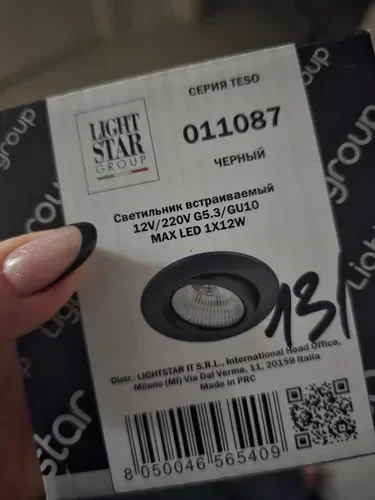 LIGHT
STAR
GROUP
СЕРИЯ TESO
011087
ЧЕРНЫЙ
Светильник встраиваемый
12V/220V G5.3/GU10
MAX LED 1X12W
Distr.: LIGHTSTAR IT S.R.L., International Head Office,
Milano (MI) Via Dal Verme, 11, 20159 Italia
Made in PRC
8 050046 565409
group
group
Light
star